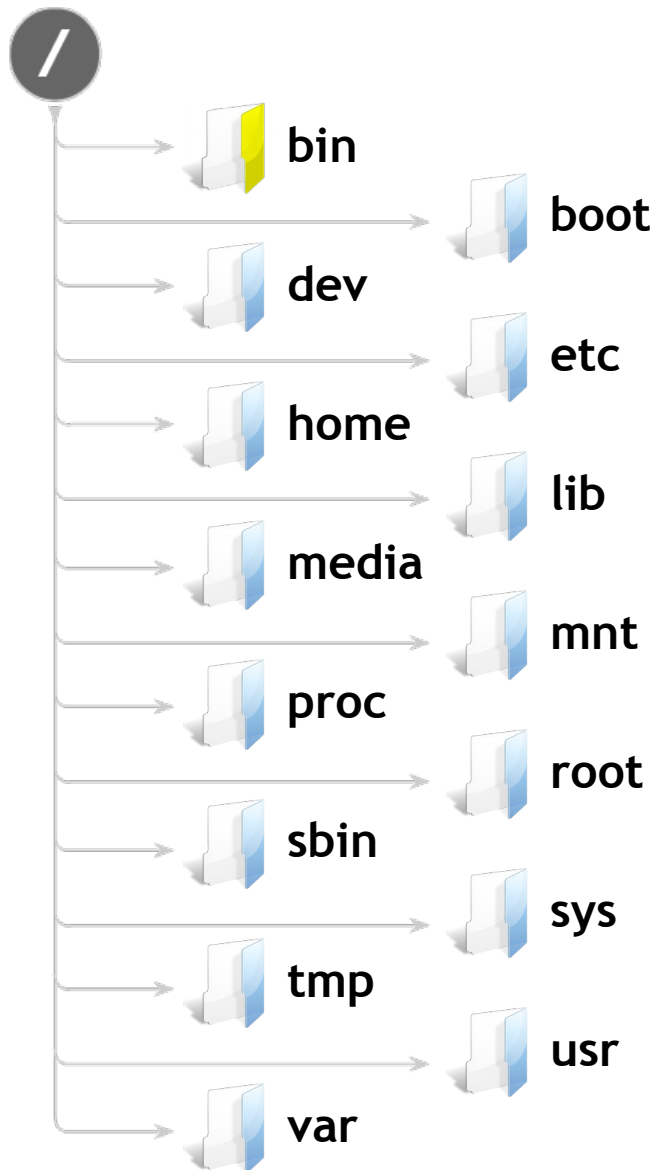 /
bin
boot
dev
etc
home
lib
media
mnt
proc
root
sbin
sys
tmp
usr
var